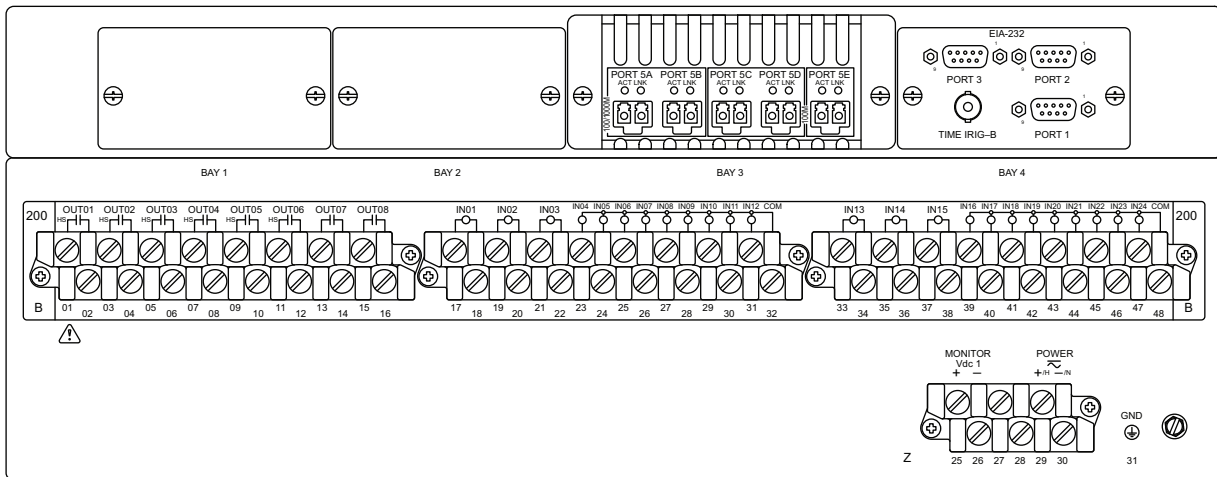 EIA-232
PORT 5A PORT 5B PORT 5C PORT 5D PORT 5E
ACT LNK ACT LNK ACT LNK ACT LNK ACT LNK
100/1000M
100M
9 1 9 1
PORT 3 PORT 2
9 1
TIME IRIG–B PORT 1
BAY 1 BAY 2 BAY 3 BAY 4
200 OUT01 OUT02 OUT03 OUT04 OUT05 OUT06 OUT07 OUT08 IN01 IN02 IN03 IN04 IN05 IN06 IN07 IN08 IN09 IN10 IN11 IN12 COM IN13 IN14 IN15 IN16 IN17 IN18 IN19 IN20 IN21 IN22 IN23 IN24 COM 200
HS HS HS HS HS HS
B 01 02 03 04 05 06 07 08 09 10 11 12 13 14 15 16 17 18 19 20 21 22 23 24 25 26 27 28 29 30 31 32 33 34 35 36 37 38 39 40 41 42 43 44 45 46 47 48 B
MONITOR POWER
Vdc 1
+ − +/H −/N
GND
Z 25 26 27 28 29 30 31